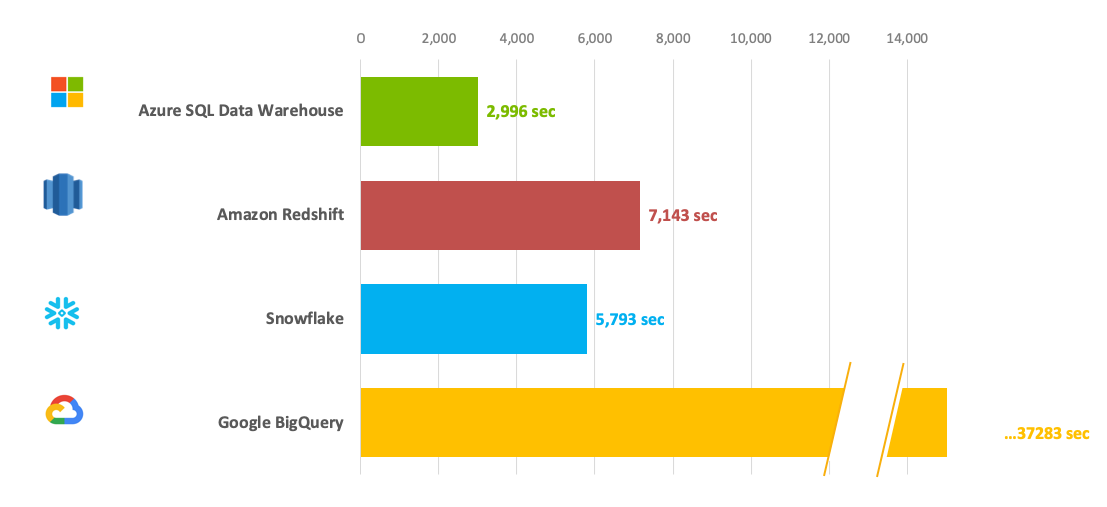 0 2,000 4,000 6,000 8,000 10,000 12,000 14,000
Azure SQL Data Warehouse 2,996 sec
Amazon Redshift 7,143 sec
Snowflake 5,793 sec
Google BigQuery ...37283 sec